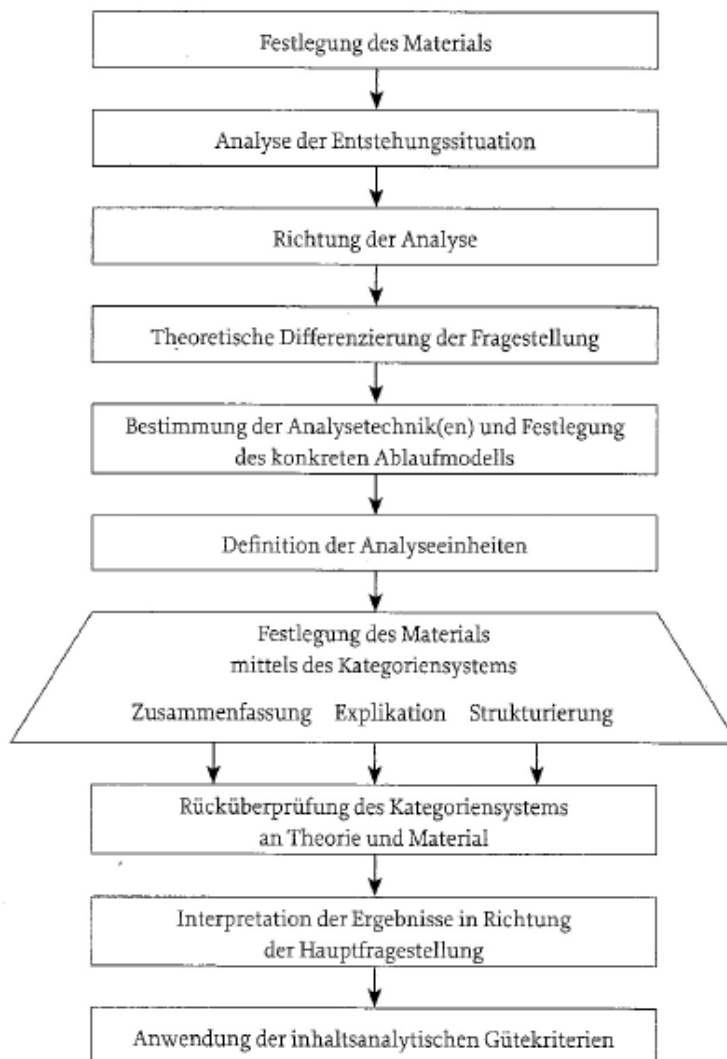 Festlegung des Materials
Analyse der Entstehungssituation
Richtung der Analyse
Theoretische Differenzierung der Fragestellung
Bestimmung der Analysetechnik(en) und Festlegung
des konkreten Ablaufmodells
Definition der Analyseeinheiten
Festlegung des Materials
mittels des Kategoriensystems
Zusammenfassung Explikation Strukturierung
Rücküberprüfung des Kategoriensystems
an Theorie und Material
Interpretation der Ergebnisse in Richtung
der Hauptfragestellung
Anwendung der inhaltsanalytischen Gütekriterien